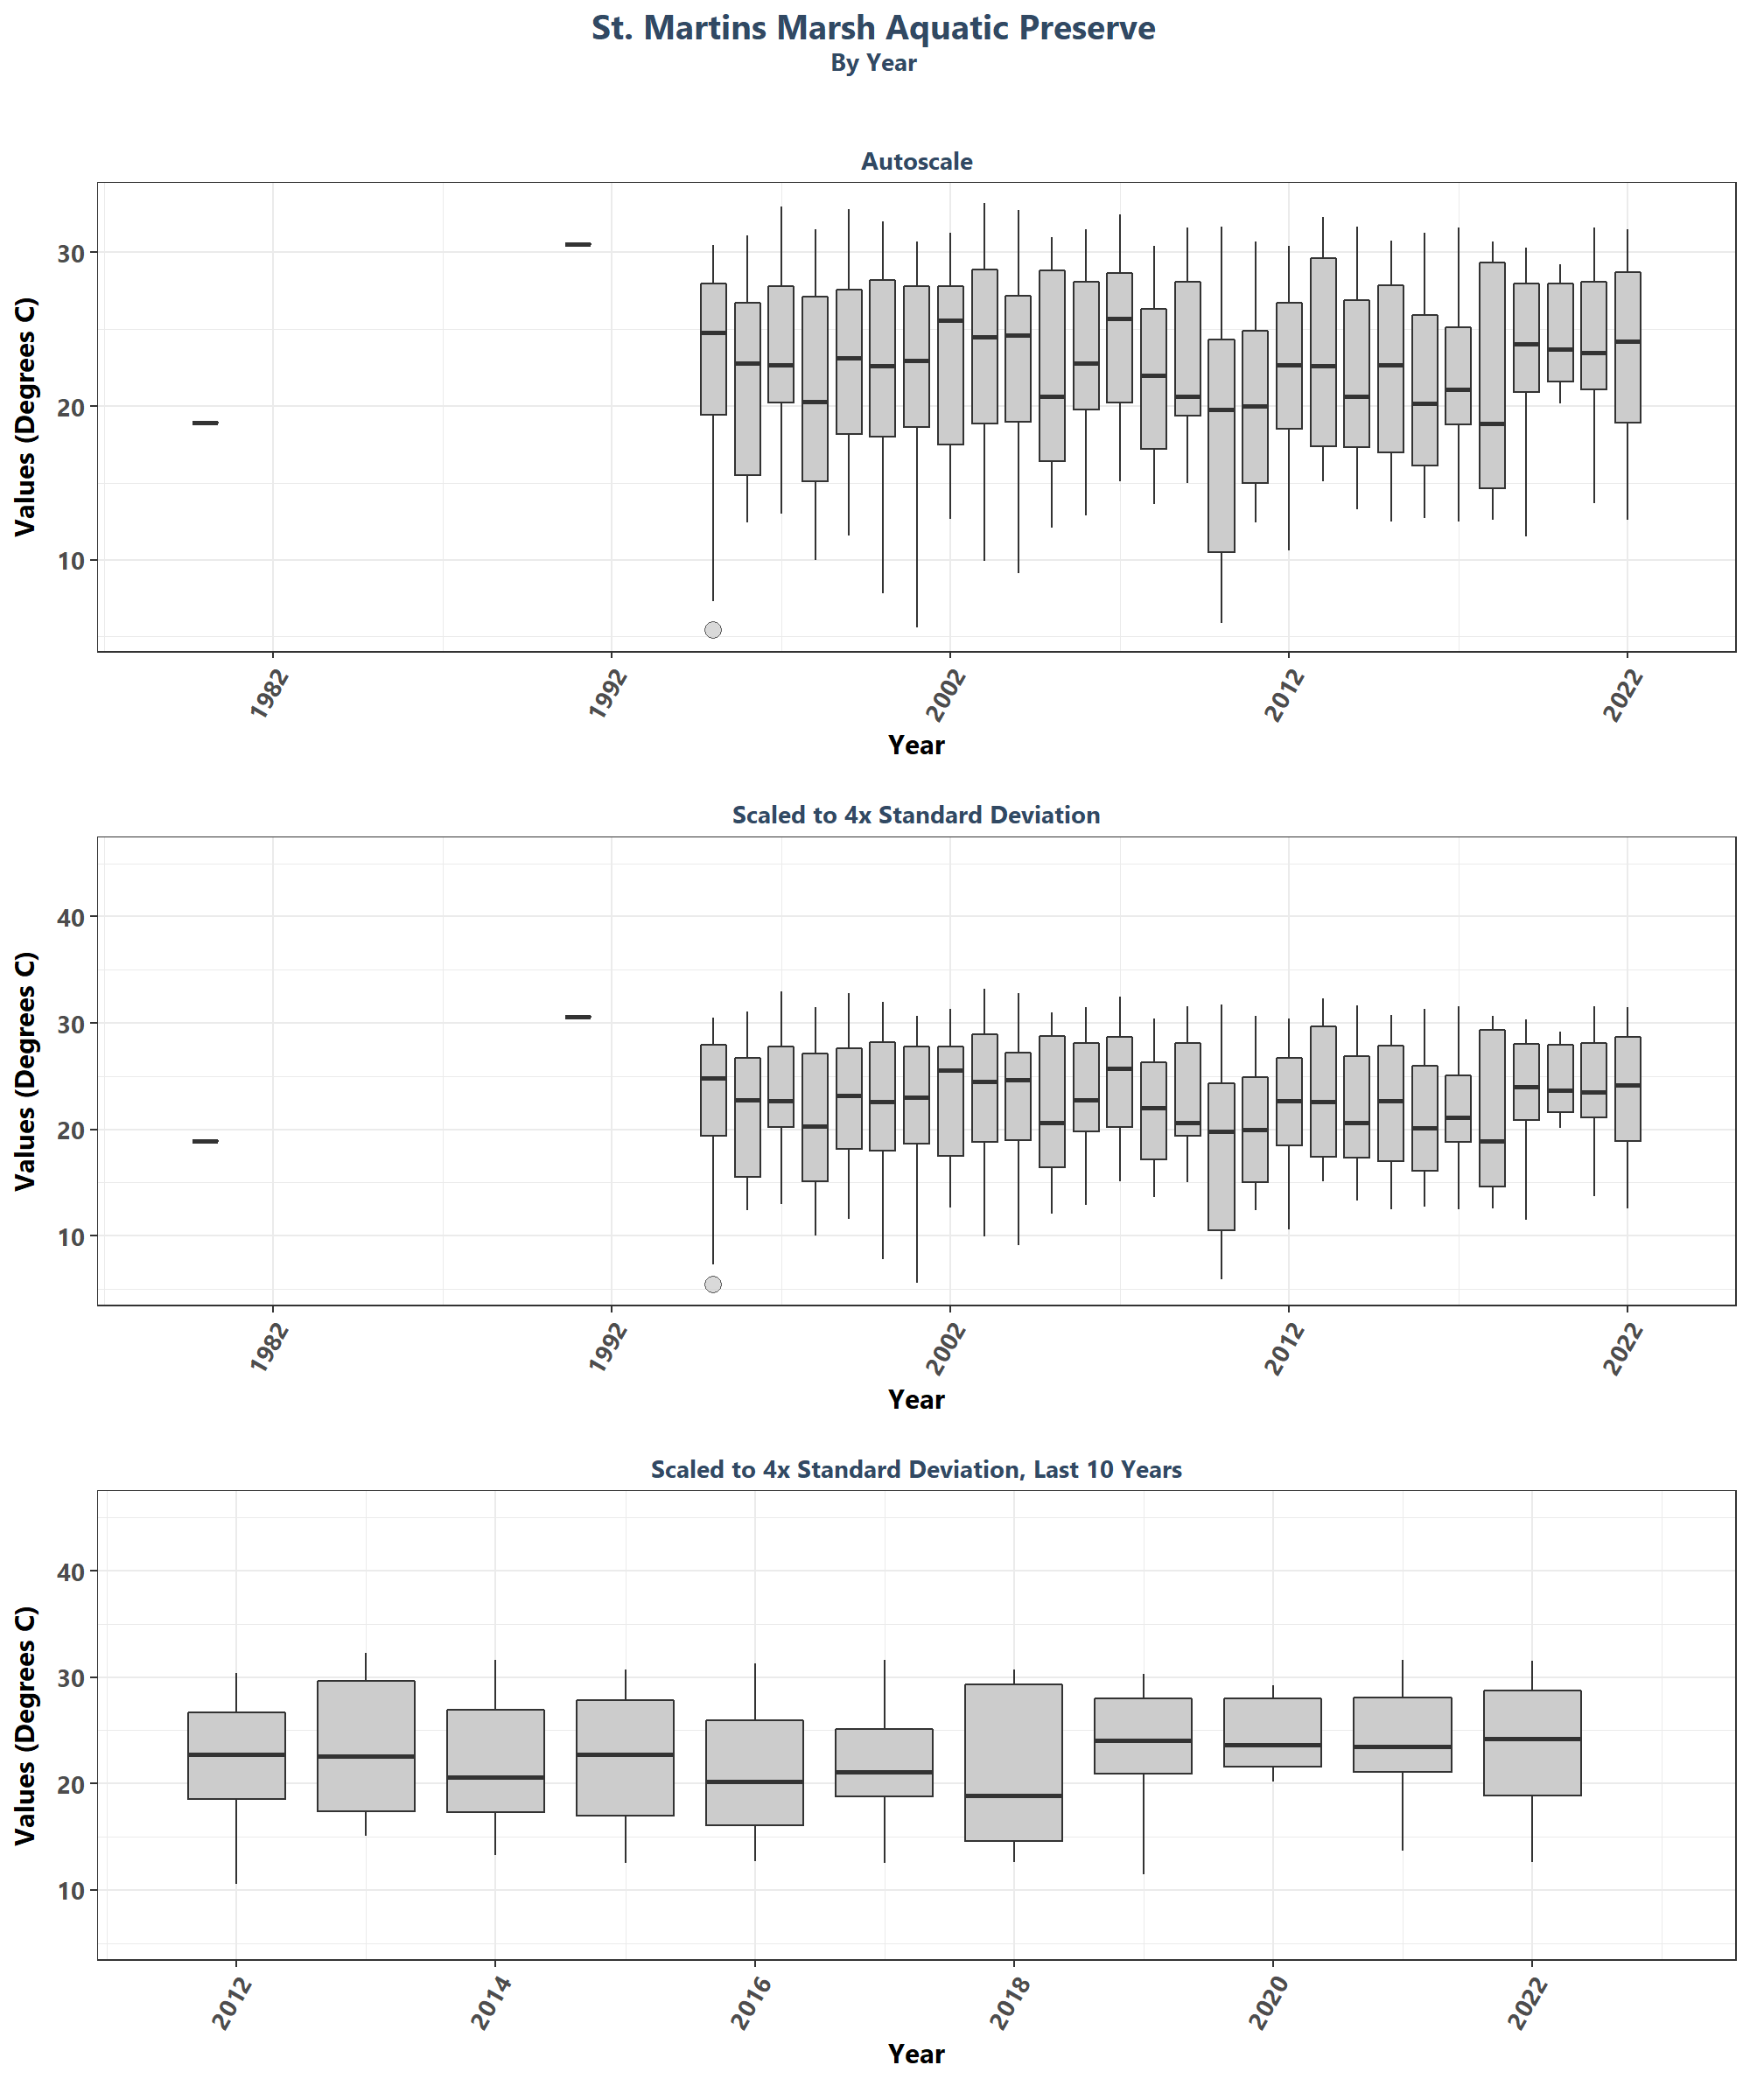 St. Martins Marsh Aquatic Preserve
By Year
Autoscale
Values (Degrees C)
30
20
10
1982
1992
2002
2012
2022
Year
Scaled to 4x Standard Deviation
Values (Degrees C)
40
30
20
10
1982
1992
2002
2012
2022
Year
Scaled to 4x Standard Deviation, Last 10 Years
Values (Degrees C)
40
30
20
10
2012
2014
2016
2018
2020
2022
Year